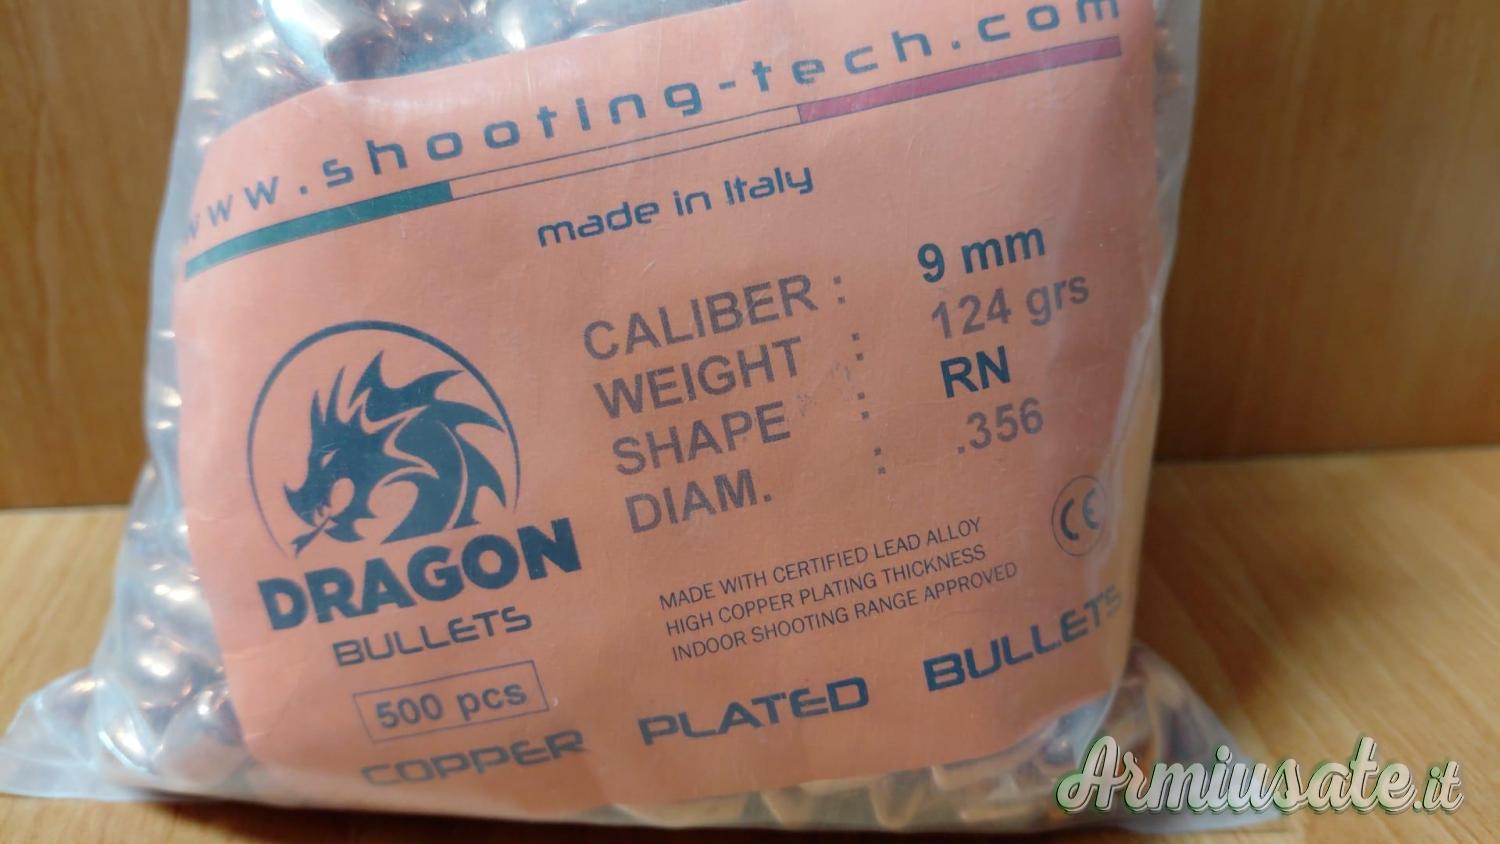 www.shooting-tech.com
made in Italy
CALIBER : 9 mm
WEIGHT : 124 grs
SHAPE : RN
DIAM. : .356
DRAGON
BULLETS
500 pcs
MADE WITH CERTIFIED LEAD ALLOY
HIGH COPPER PLATING THICKNESS
INDOOR SHOOTING RANGE APPROVED
CE
COPPER PLATED BULLETS
Armiusate.it